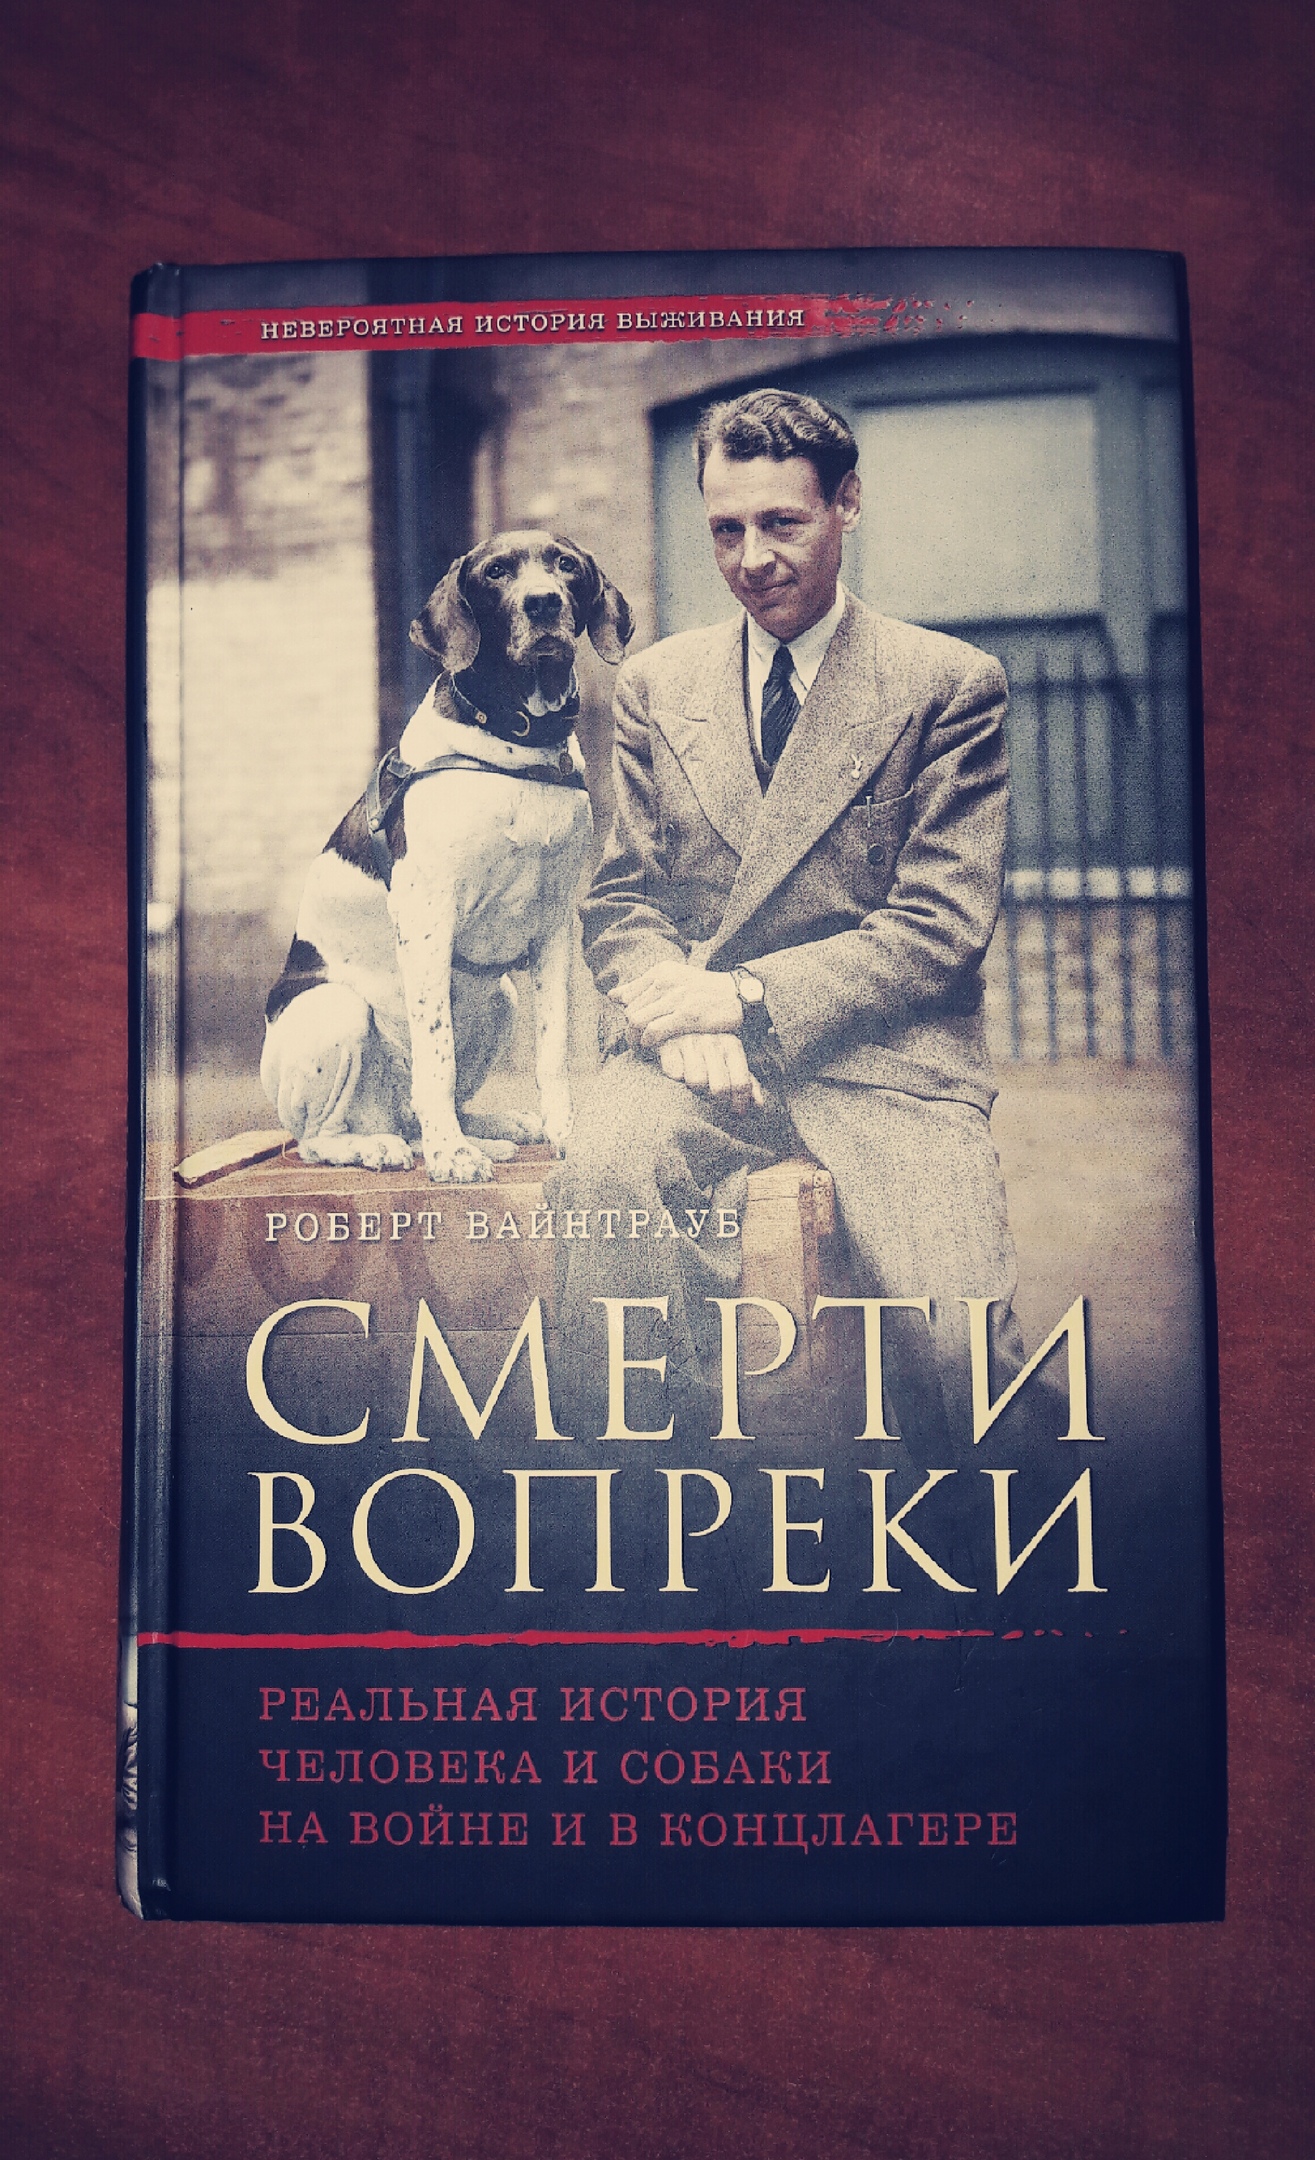 НЕВЕРОЯТНАЯ ИСТОРИЯ ВЫЖИВАНИЯ
РОБЕРТ ВАЙНТРАУБ
СМЕРТИ
ВОПРЕКИ
РЕАЛЬНАЯ ИСТОРИЯ
ЧЕЛОВЕКА И СОБАКИ
НА ВОЙНЕ И В КОНЦЛАГЕРЕ